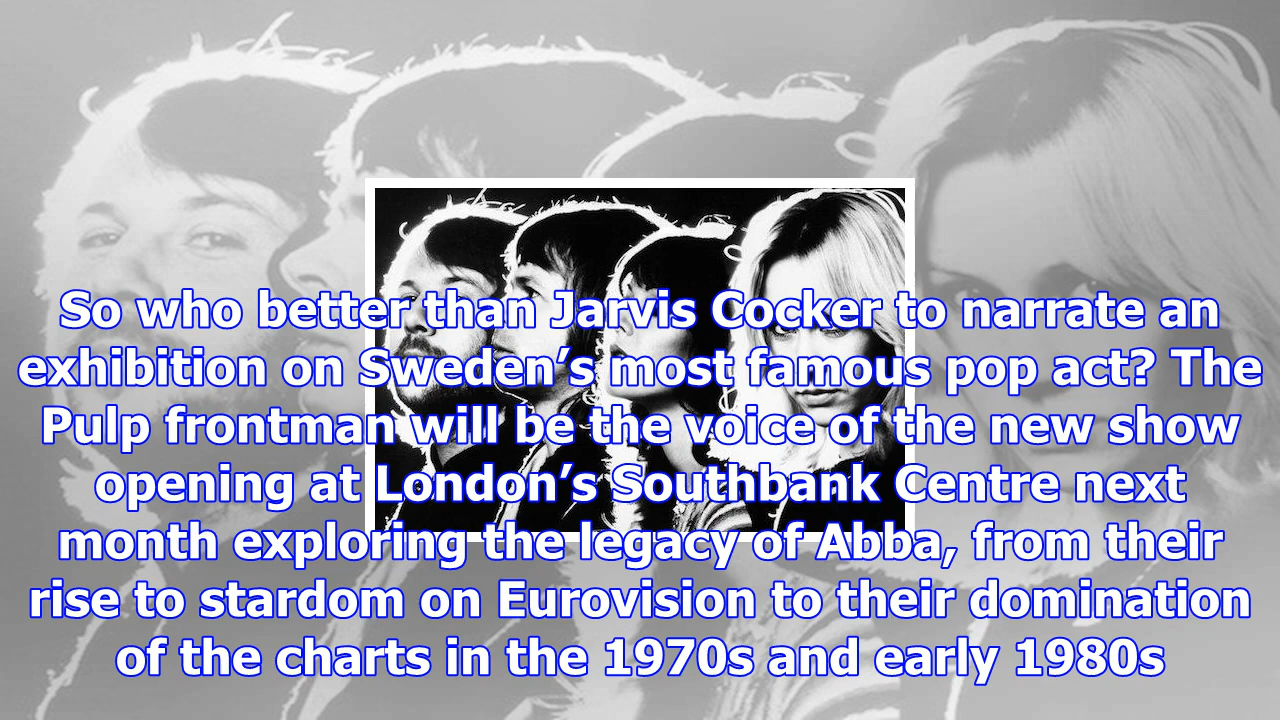 So who better than Jarvis Cocker to narrate an
exhibition on Sweden’s most famous pop act? The
Pulp frontman will be the voice of the new show
opening at London’s Southbank Centre next
month exploring the legacy of Abba, from their
rise to stardom on Eurovision to their domination
of the charts in the 1970s and early 1980s